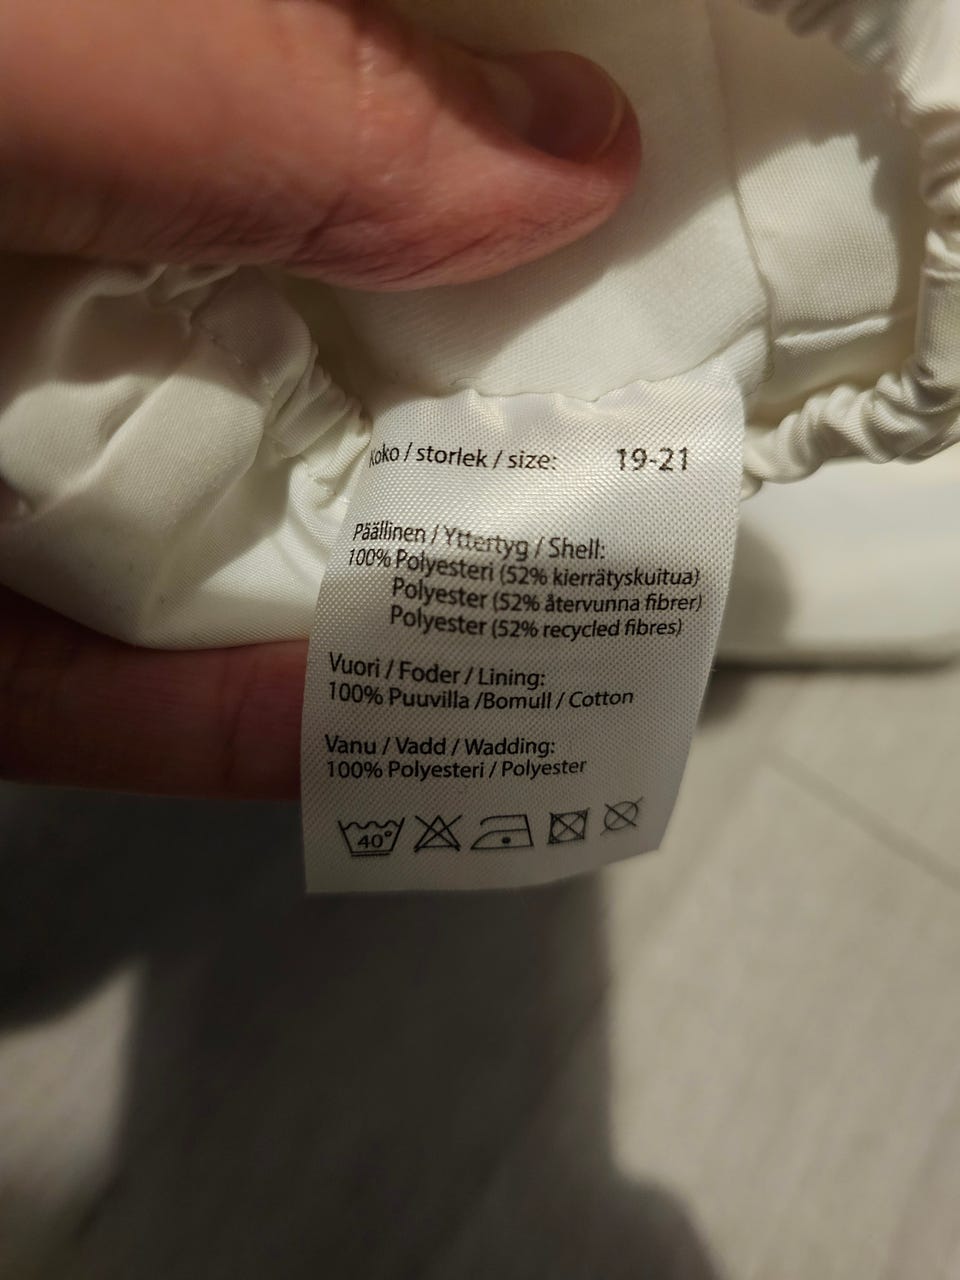 Koko / storlek / size: 19-21
Päällinen / Yttertyg / Shell:
100% Polyesteri (52% kierrätyskuitua)
Polyester (52% återvunna fibrer)
Polyester (52% recycled fibres)
Vuori / Foder / Lining:
100% Puuvilla /Bomull / Cotton
Vanu / Vadd / Wadding:
100% Polyesteri / Polyester
40°